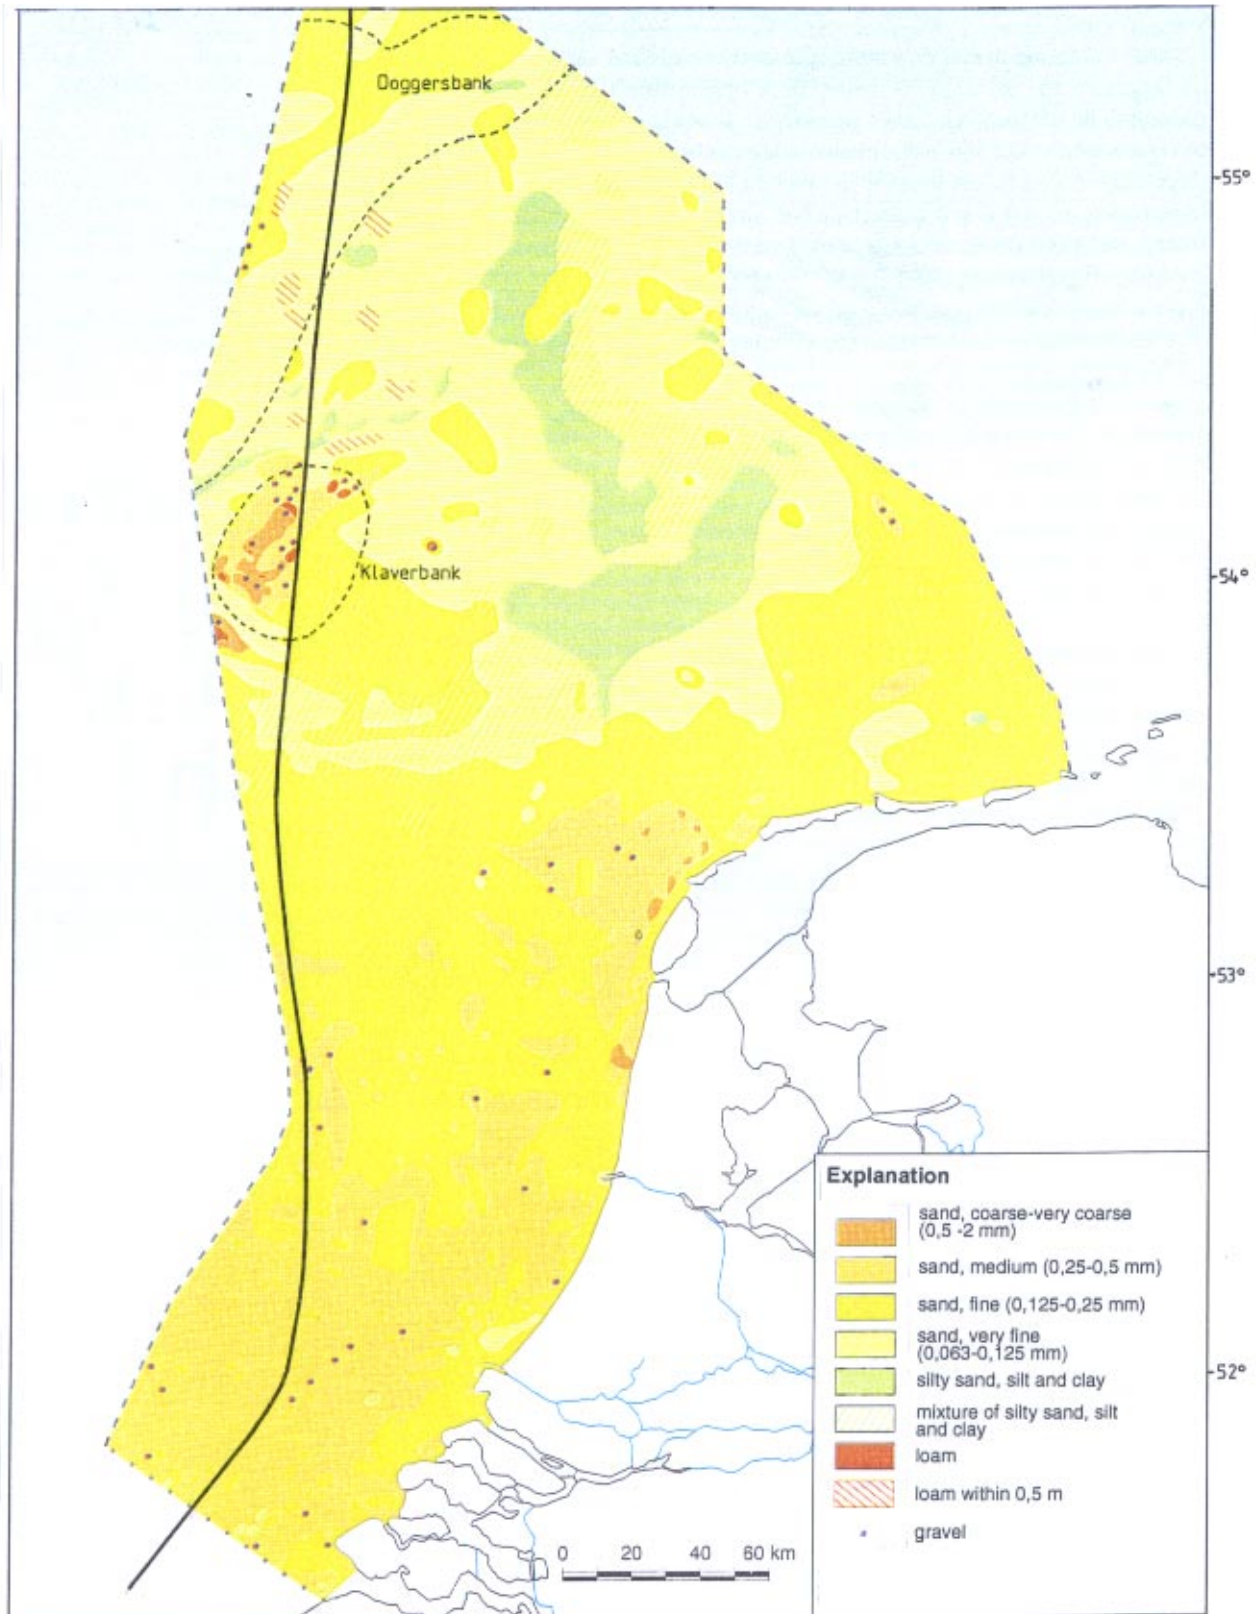 Doggersbank
55°
Klaverbank
54°
53°
Explanation
sand, coarse-very coarse
(0,5 -2 mm)
sand, medium (0,25-0,5 mm)
sand, fine (0,125-0,25 mm)
sand, very fine
(0,063-0,125 mm)
52°
silty sand, silt and clay
mixture of silty sand, silt
and clay
loam
loam within 0,5 m
gravel
0 20 40 60 km